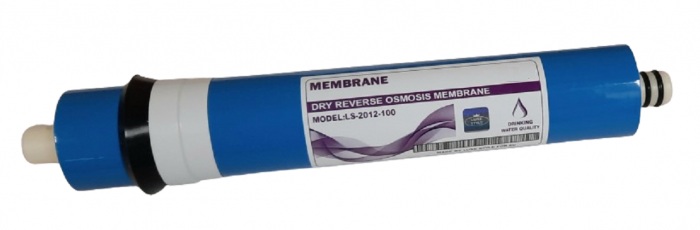 MEMBRANE
DRY REVERSE OSMOSIS MEMBRANE
MODEL:LS-2012-100
DRINKING
WATER QUALITY